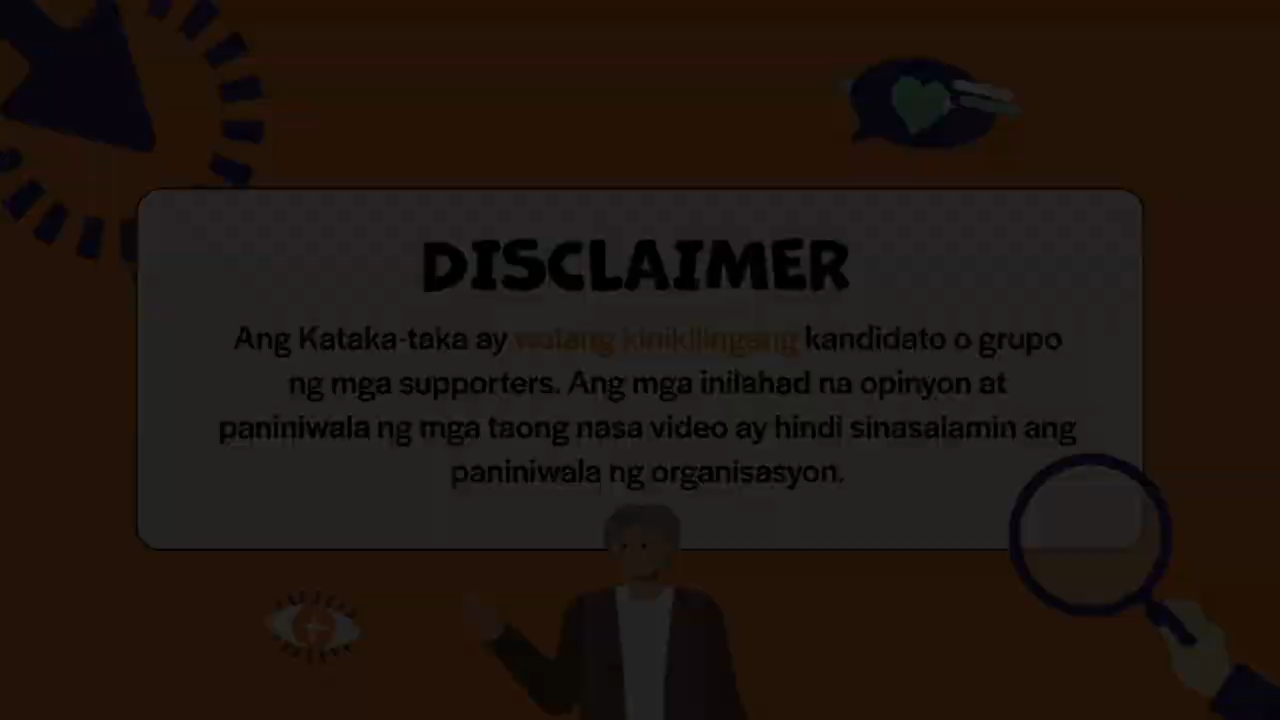 DISCLAIMER
Ang Kataka-taka ay walang kinikilingang kandidato o grupo
ng mga supporters. Ang mga inilahad na opinyon at
paniniwala ng mga taong nasa video ay hindi sinasalamin ang
paniniwala ng organisasyon.